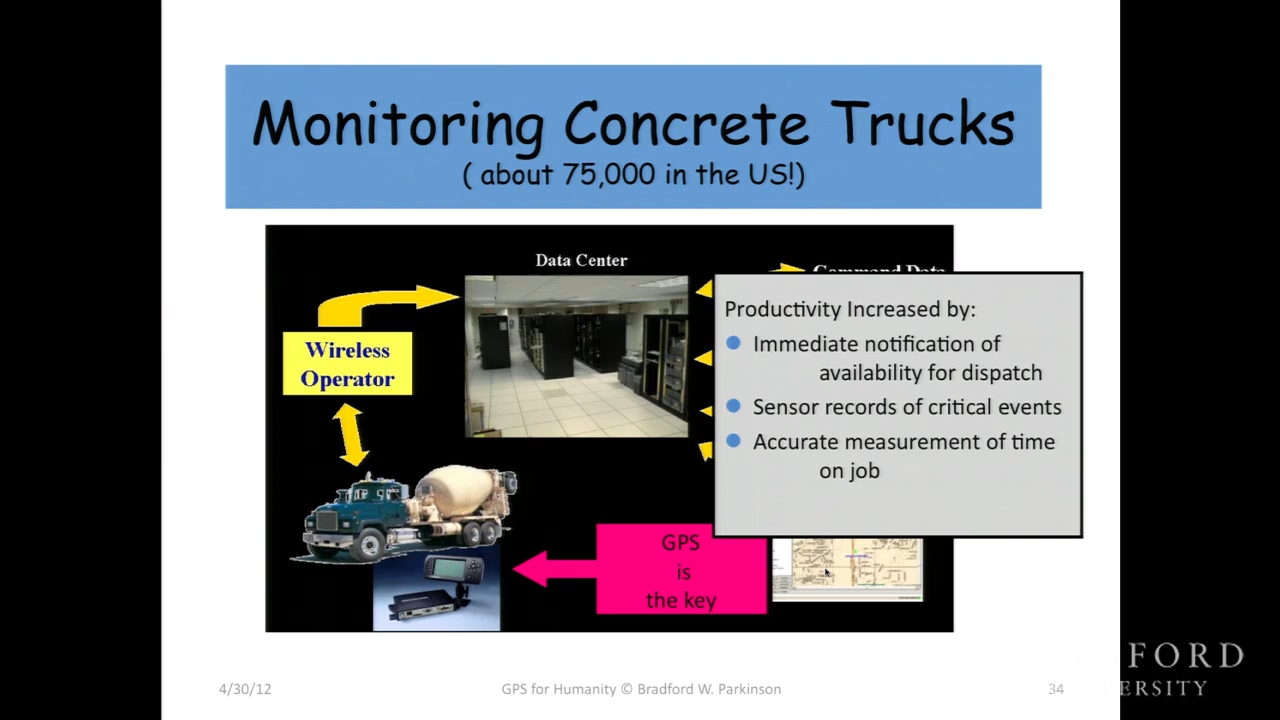 Monitoring Concrete Trucks
( about 75,000 in the US!)
Data Center
Command Data
Wireless
Operator
Productivity Increased by:
Immediate notification of
availability for dispatch
Sensor records of critical events
Accurate measurement of time
on job
GPS
is
the key
4/30/12
GPS for Humanity © Bradford W. Parkinson
34
STANFORD
UNIVERSITY